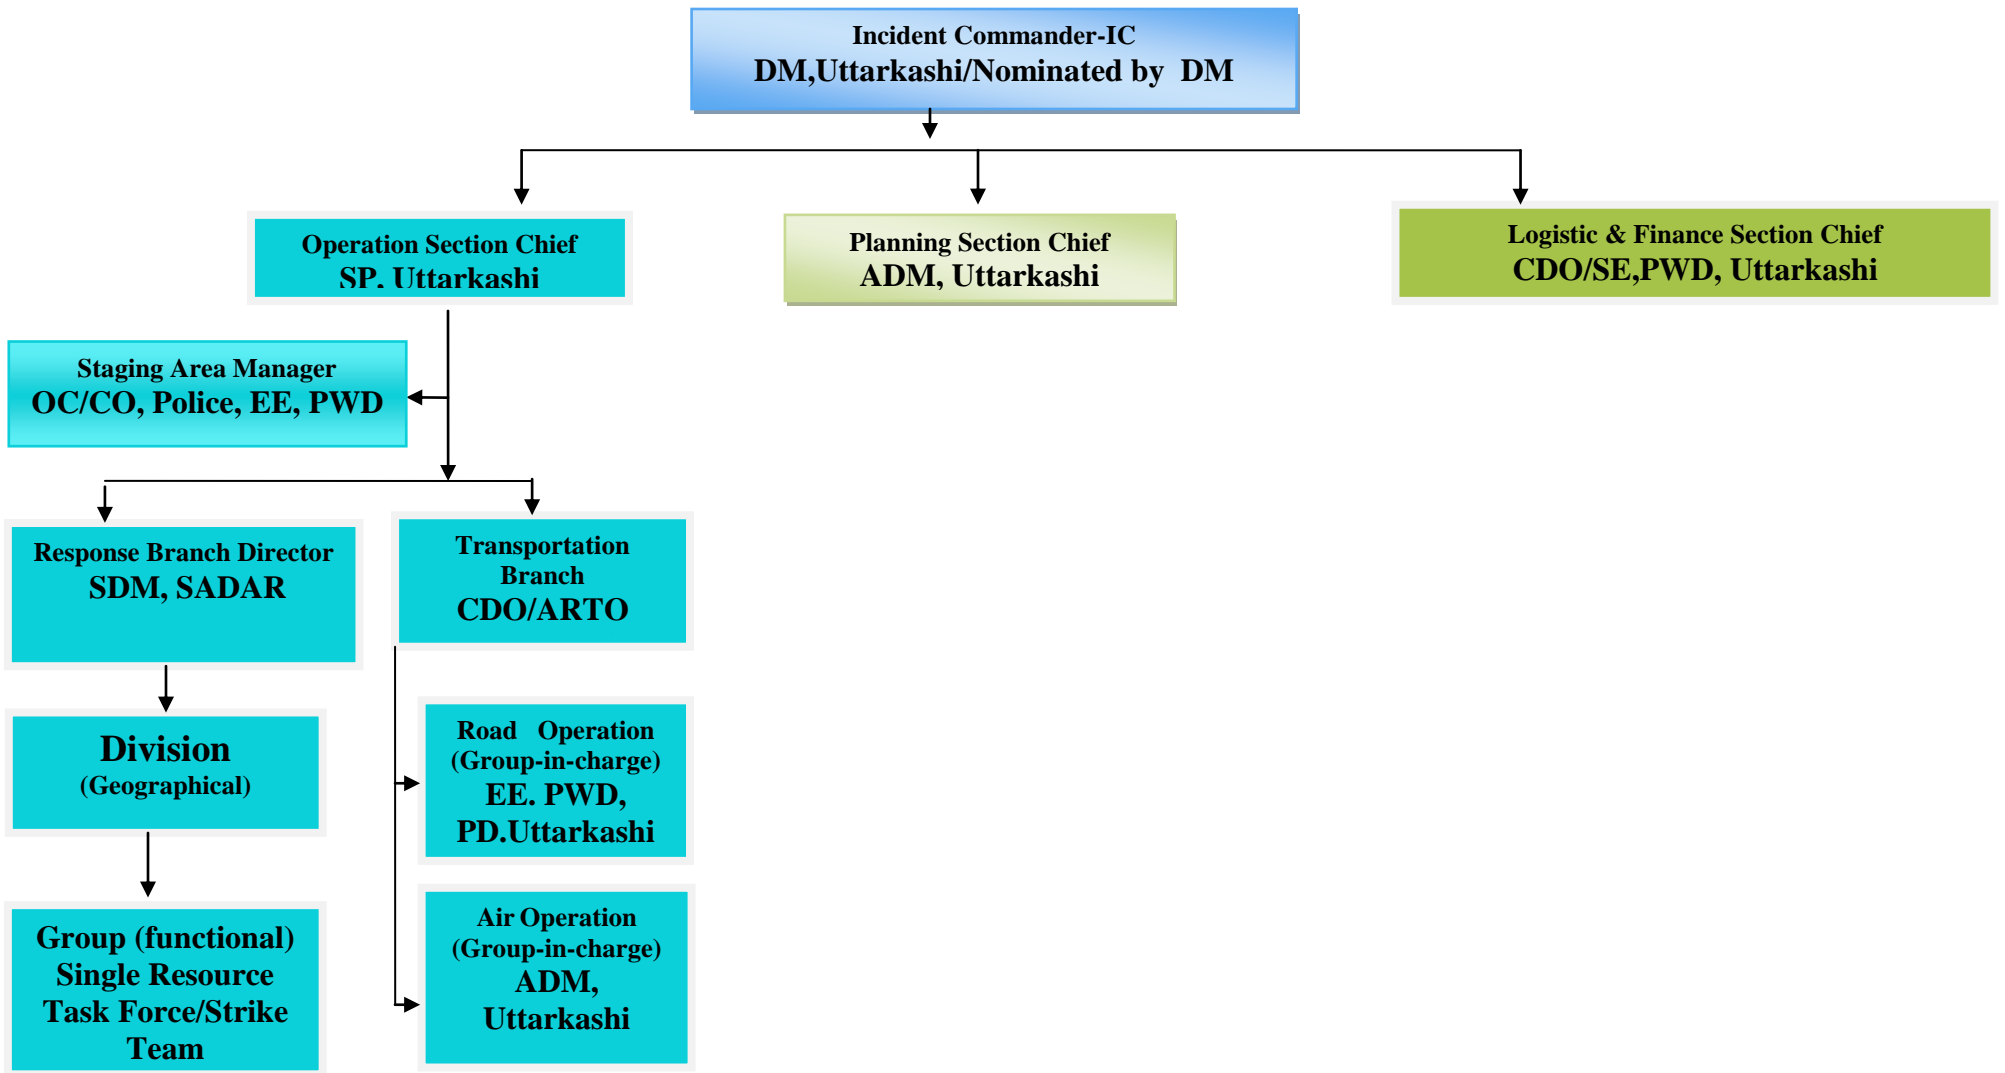 Incident Commander-IC
DM,Uttarkashi/Nominated by DM
Operation Section Chief
SP, Uttarkashi
Planning Section Chief
ADM, Uttarkashi
Logistic & Finance Section Chief
CDO/SE,PWD, Uttarkashi
Staging Area Manager
OC/CO, Police, EE, PWD
Response Branch Director
SDM, SADAR
Transportation
Branch
CDO/ARTO
Division
(Geographical)
Road Operation
(Group-in-charge)
EE. PWD,
PD.Uttarkashi
Group (functional)
Single Resource
Task Force/Strike
Team
Air Operation
(Group-in-charge)
ADM,
Uttarkashi